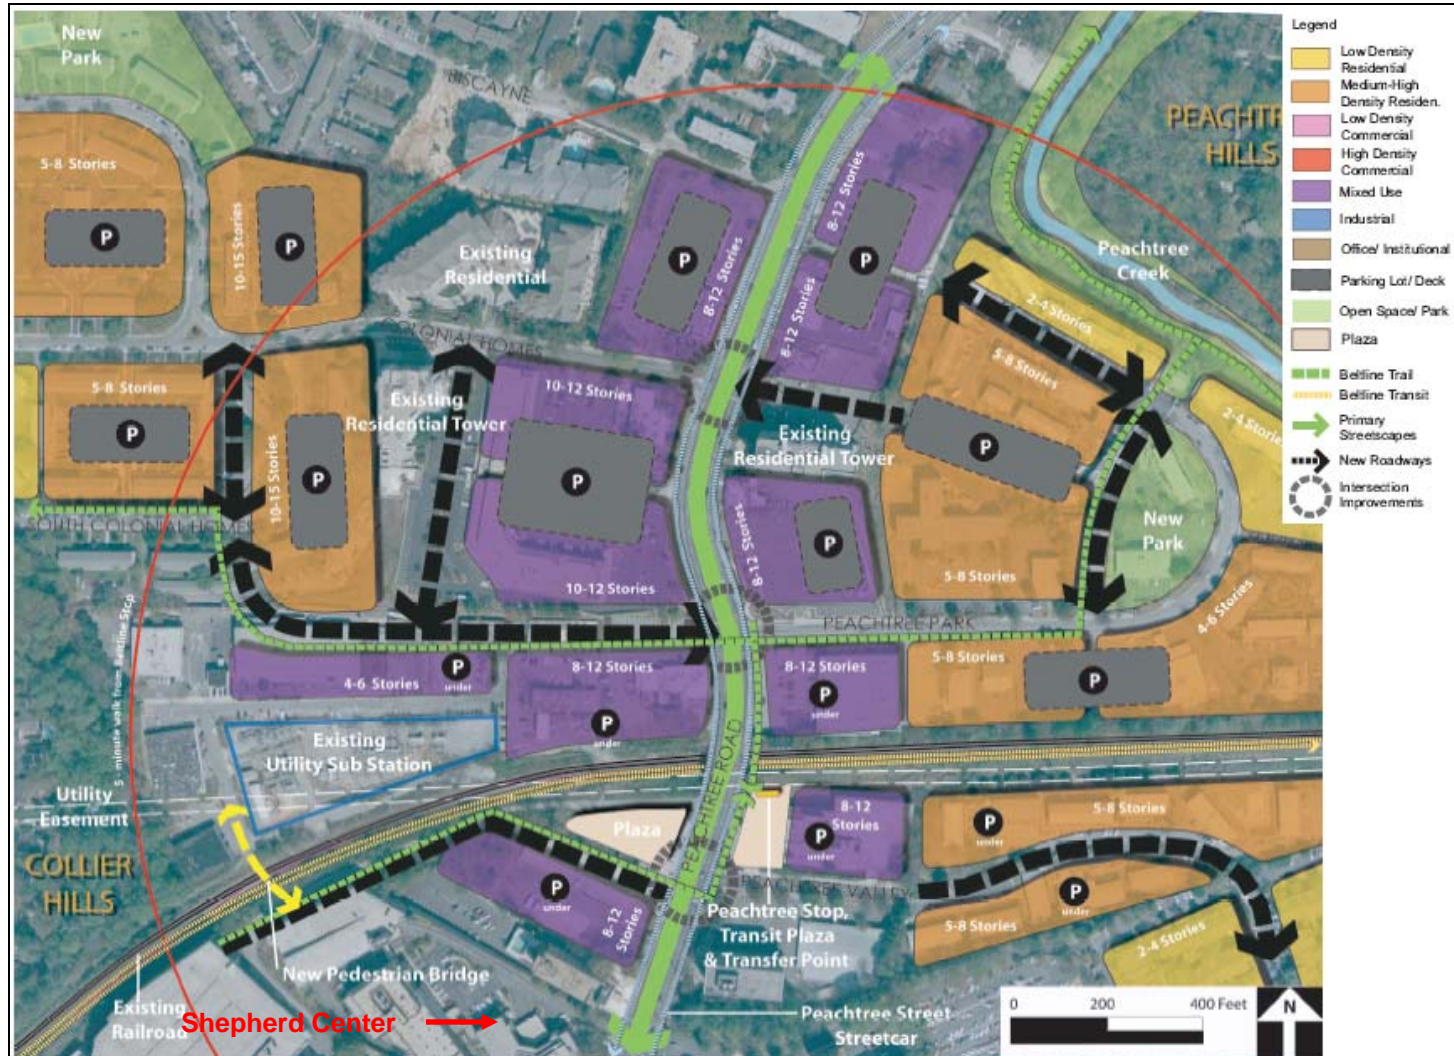 New
Park
BISCAYNE
5-8 Stories
P
10-15 Stories
P
Existing
Residential
P
8-12 Stories
8-12 Stories
P
8-12 Stories
PEACHTR
HILLS
Peachtree
Creek
2-4 Stories
5-8 Stories
COLONIAL HOMES
5-8 Stories
P
10-15 Stories
P
Existing
Residential Tower
10-12 Stories
P
10-12 Stories
Existing
Residential Tower
P
2-4 Stories
8-12 Stories
P
5-8 Stories
New
Park
SOUTH COLONIAL HOMES
PEACHTREE PARK
4-6 Stories
5 minute walk from Beltline Stop
4-6 Stories
P
under
8-12 Stories
P
under
8-12 Stories
P
under
5-8 Stories
P
Existing
Utility Sub Station
PEACHTREE ROAD
Utility
Easement
COLLIER
HILLS
Plaza
8-12
Stories
P
under
5-8 Stories
P
under
P
under
8-12
Stories
PEACHTREE VALLEY
P
under
5-8 Stories
2-4 Stories
Peachtree Stop,
Transit Plaza
& Transfer Point
New Pedestrian Bridge
Existing
Railroad
Shepherd Center
Peachtree Street
Streetcar
0 200 400 Feet
N
Legend
Low Density
Residential
Medium-High
Density Residen.
Low Density
Commercial
High Density
Commercial
Mixed Use
Industrial
Office/ Institutional
Parking Lot/ Deck
Open Space/ Park
Plaza
Beltline Trail
Beltline Transit
Primary
Streetscapes
New Roadways
Intersection
Improvements